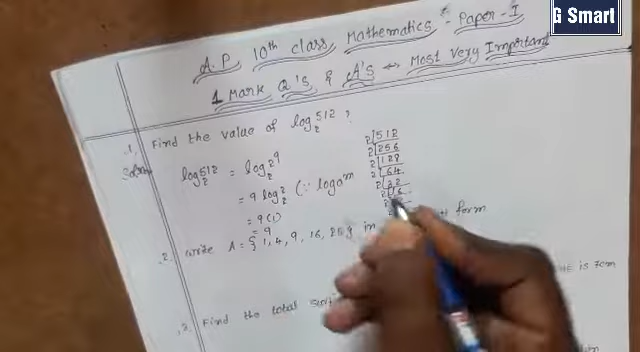 G Smart
A.P 10th class Mathematics - Paper-I
1 Mark Q's & A's → Most Very Important
1. Find the value of log₂512 ?
Soln log₂512 = log₂2⁹
= 9 log₂2 (∵ logaᵐ
= 9(1)
= 9
2|512
2|256
2|128
2|64
2|32
2|16
2. Write A = { 1, 4, 9, 16, 25 } in form
3. Find the total
is 7cm